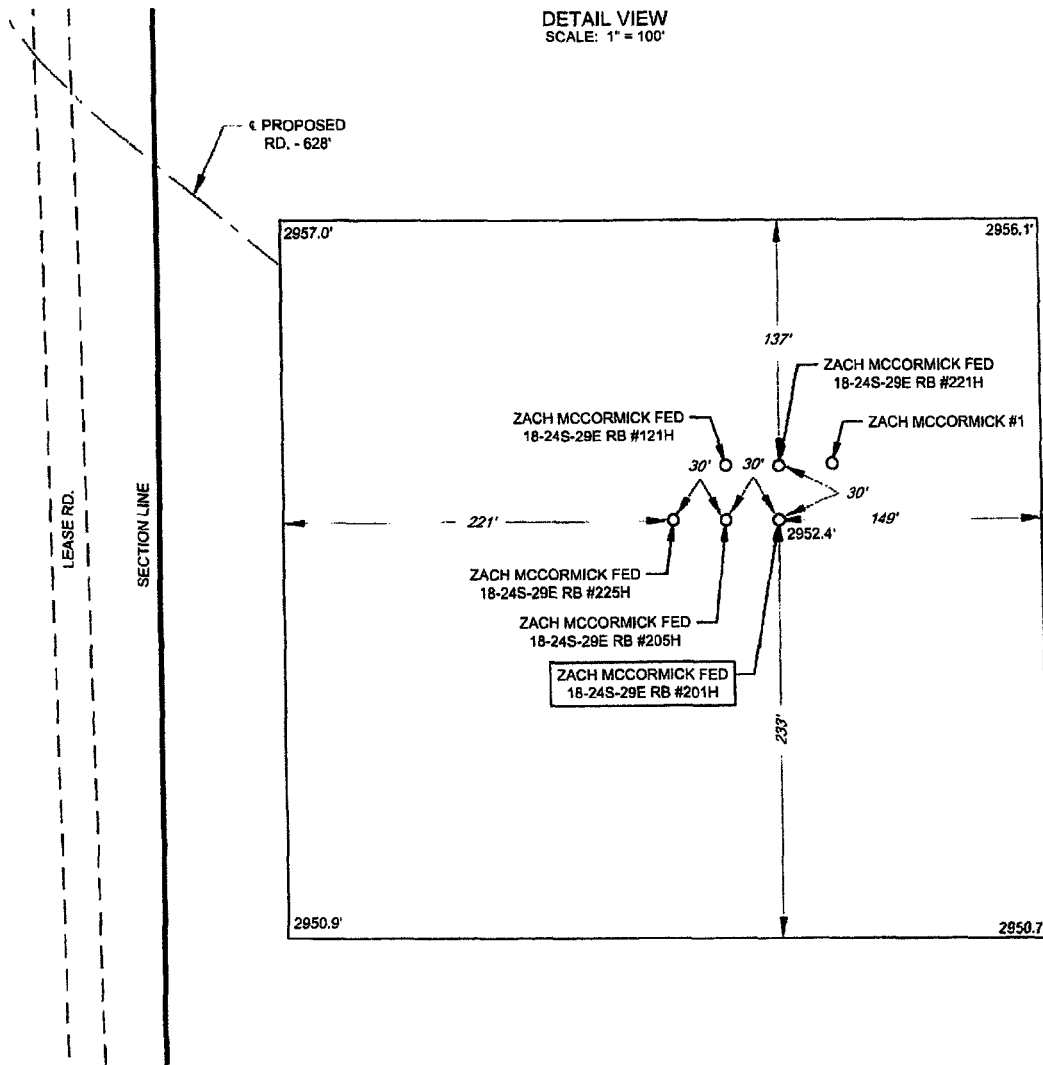 DETAIL VIEW
SCALE: 1" = 100'
℄ PROPOSED
RD. - 628'
2957.0'
2956.1'
137'
ZACH MCCORMICK FED
18-24S-29E RB #221H
ZACH MCCORMICK FED
18-24S-29E RB #121H
ZACH MCCORMICK #1
30'
30'
30'
LEASE RD.
SECTION LINE
221'
149'
2952.4'
ZACH MCCORMICK FED
18-24S-29E RB #225H
ZACH MCCORMICK FED
18-24S-29E RB #205H
ZACH MCCORMICK FED
18-24S-29E RB #201H
233'
2950.9'
2950.7